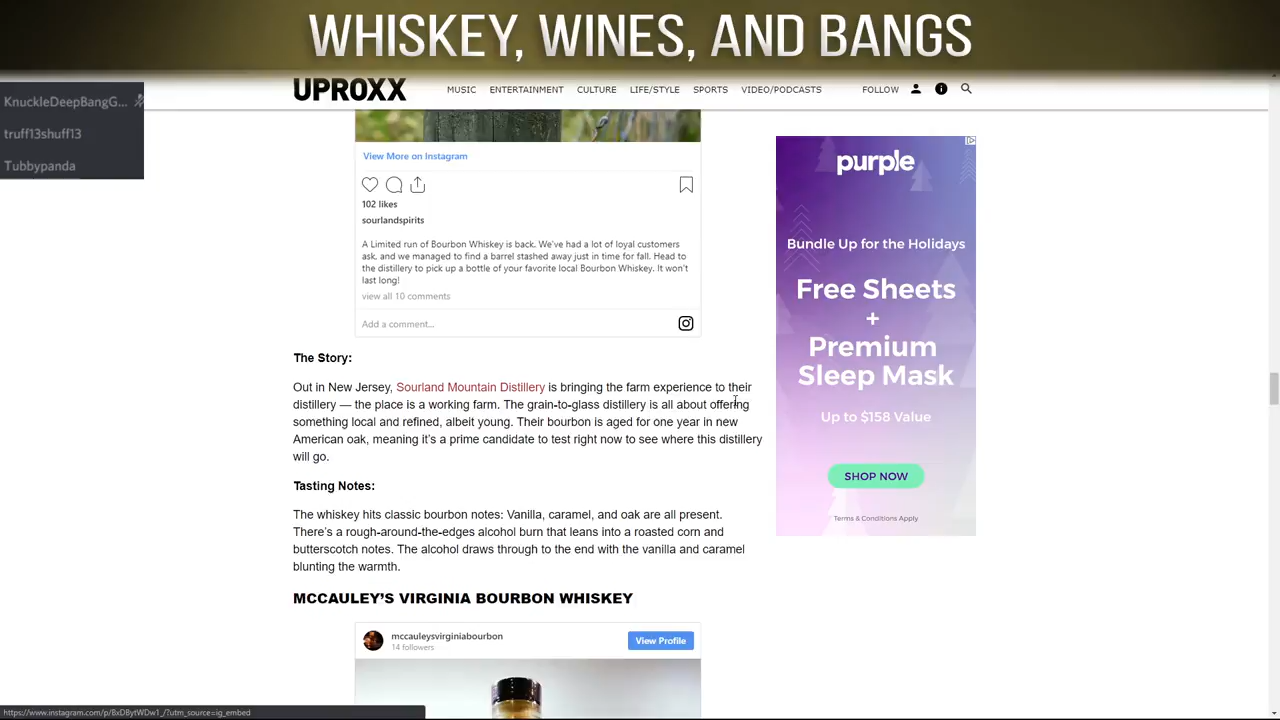 WHISKEY, WINES, AND BANGS
KnuckleDeepBangG...
truff13shuff13
Tubbypanda
UPROXX
MUSIC ENTERTAINMENT CULTURE LIFE/STYLE SPORTS VIDEO/PODCASTS FOLLOW
View More on Instagram
102 likes
sourlandspirits
A Limited run of Bourbon Whiskey is back. We've had a lot of loyal customers
ask, and we managed to find a barrel stashed away just in time for fall. Head to
the distillery to pick up a bottle of your favorite local Bourbon Whiskey. It won't
last long!
view all 10 comments
Add a comment...
The Story:
Out in New Jersey, Sourland Mountain Distillery is bringing the farm experience to their
distillery — the place is a working farm. The grain-to-glass distillery is all about offering
something local and refined, albeit young. Their bourbon is aged for one year in new
American oak, meaning it's a prime candidate to test right now to see where this distillery
will go.
Tasting Notes:
The whiskey hits classic bourbon notes: Vanilla, caramel, and oak are all present.
There's a rough-around-the-edges alcohol burn that leans into a roasted corn and
butterscotch notes. The alcohol draws through to the end with the vanilla and caramel
blunting the warmth.
MCCAULEY'S VIRGINIA BOURBON WHISKEY
mccauleysvirginiabourbon
14 followers
View Profile
purple
Bundle Up for the Holidays
Free Sheets
+
Premium
Sleep Mask
Up to $158 Value
SHOP NOW
Terms & Conditions Apply
https://www.instagram.com/p/BxDBytWDw1_/?utm_source=ig_embed